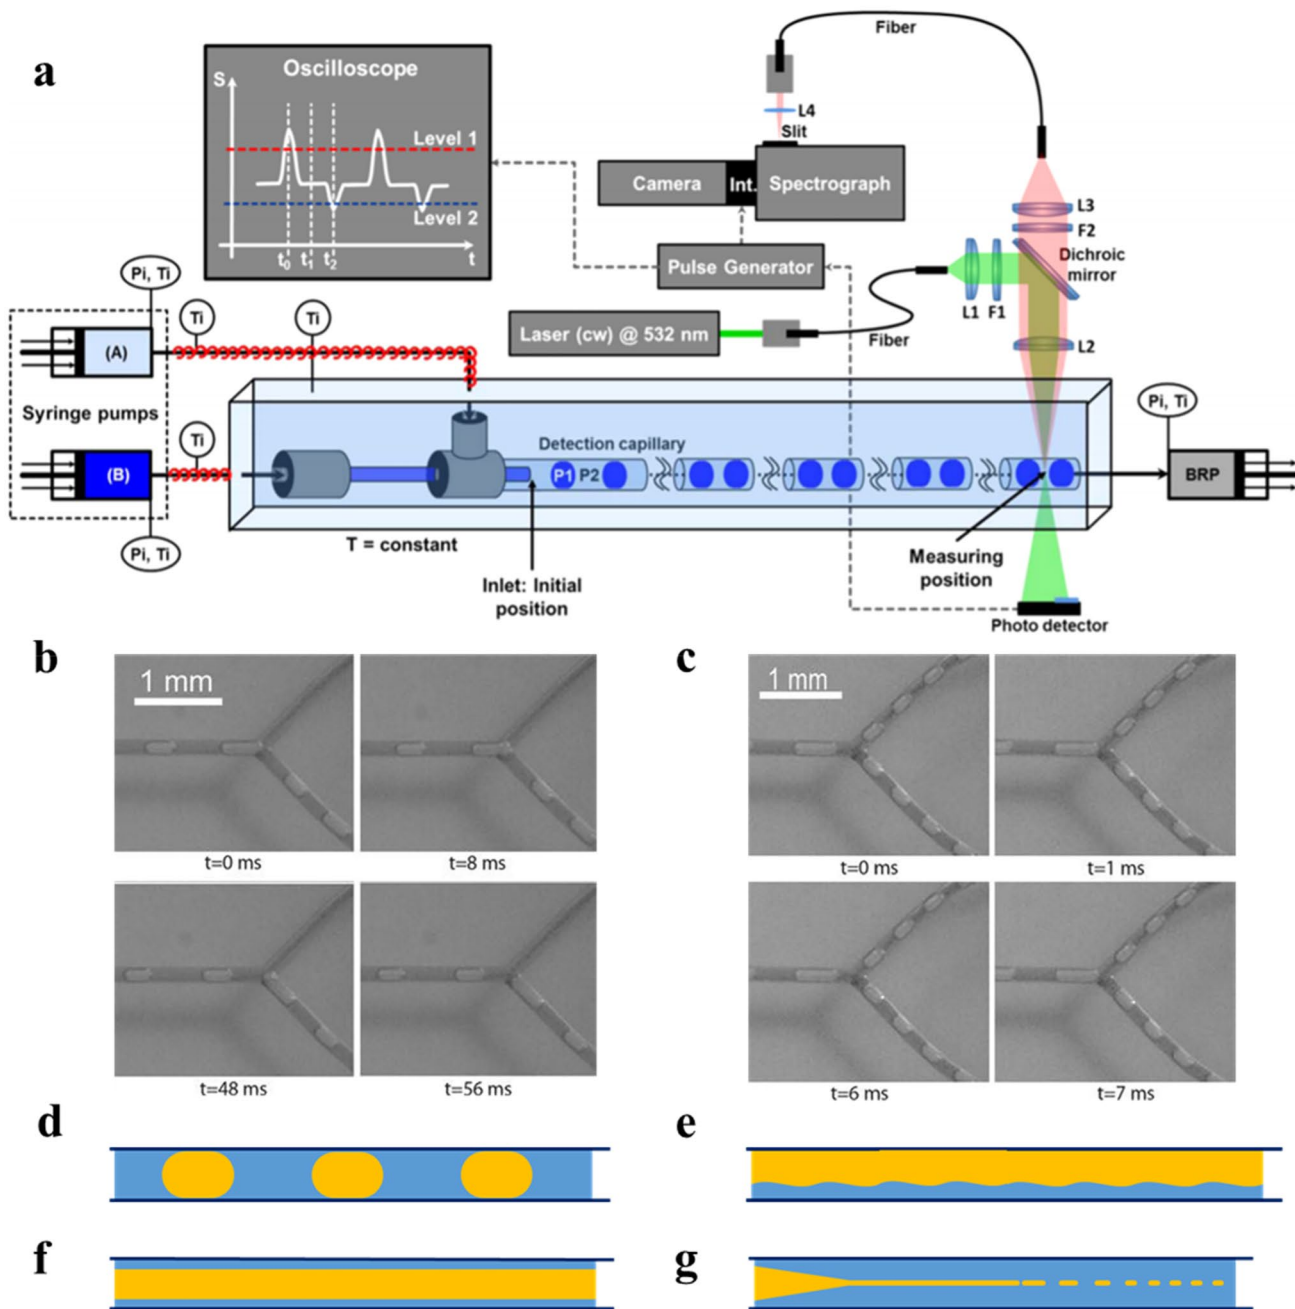 a
Oscilloscope
S
Level 1
Level 2
t₀ t₁ t₂ t
Fiber
L4
Slit
Camera Int. Spectrograph
Pulse Generator
L3
F2
Dichroic
mirror
L1 F1
Laser (cw) @ 532 nm
Fiber
L2
Pi, Ti
Ti
Ti
(A)
Syringe pumps
Ti
(B)
Pi, Ti
Detection capillary
P1 P2
Pi, Ti
BRP
T = constant
Inlet: Initial
position
Measuring
position
Photo detector
b
1 mm
t=0 ms
t=8 ms
t=48 ms
t=56 ms
c
1 mm
t=0 ms
t=1 ms
t=6 ms
t=7 ms
d
e
f
g